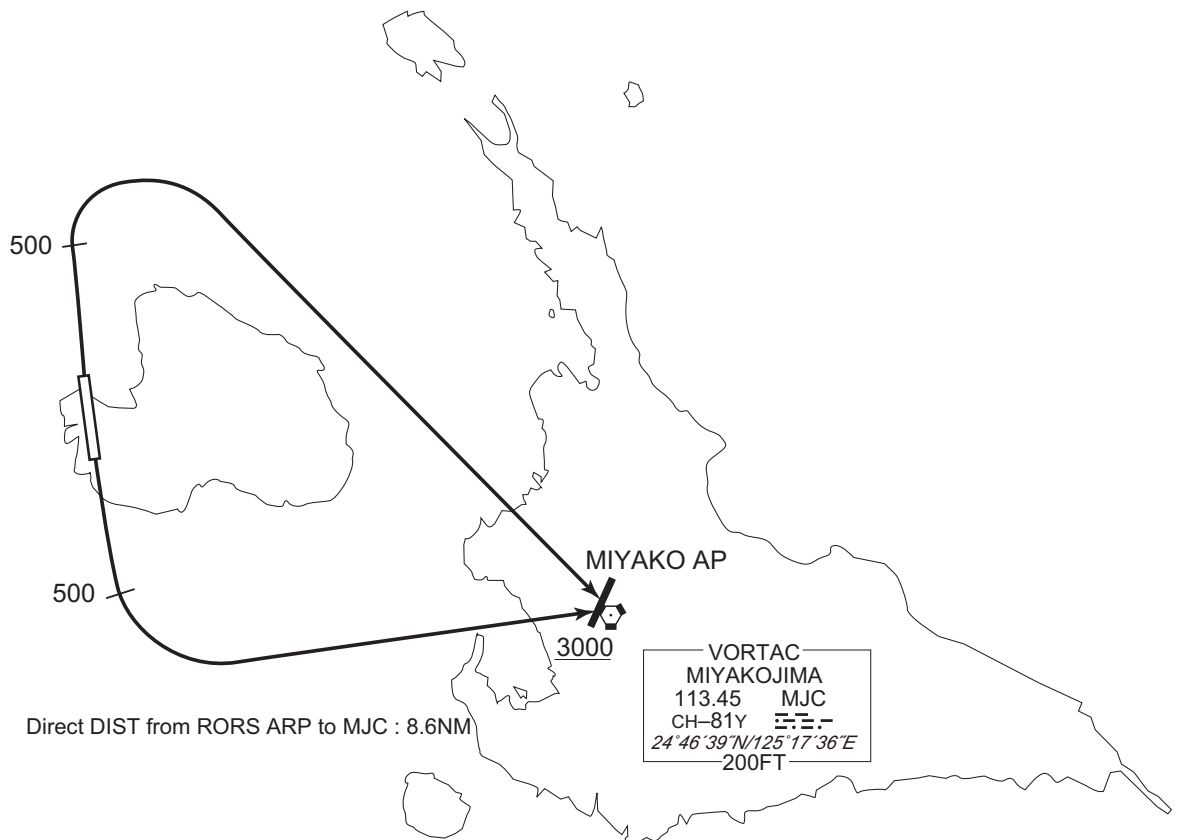 500
500
MIYAKO AP
3000
VORTAC
MIYAKOJIMA
113.45 MJC
CH–81Y
24°46´39˝N/125°17´36˝E
200FT
Direct DIST from RORS ARP to MJC : 8.6NM